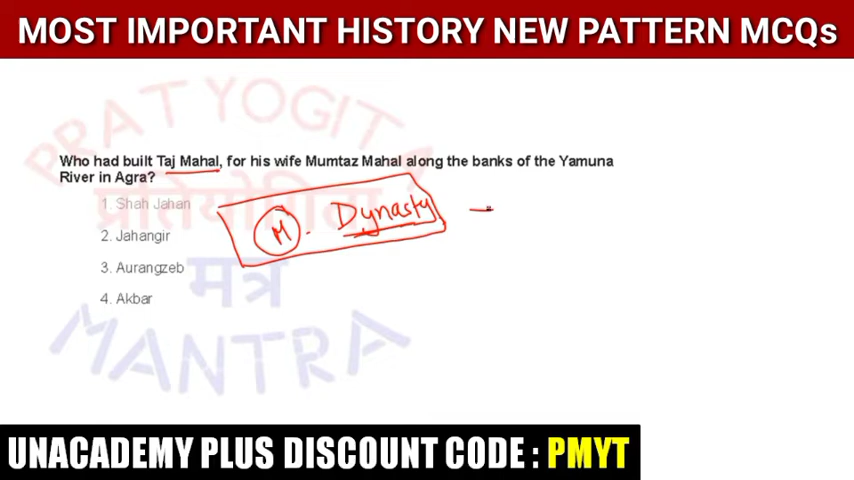 MOST IMPORTANT HISTORY NEW PATTERN MCQs
PRATYOGITA
प्रतियोगिता
Who had built Taj Mahal, for his wife Mumtaz Mahal along the banks of the Yamuna
River in Agra?
1. Shah Jahan
M. Dynasty
2. Jahangir
3. Aurangzeb
4. Akbar
मंत्र
MANTRA
UNACADEMY PLUS DISCOUNT CODE : PMYT